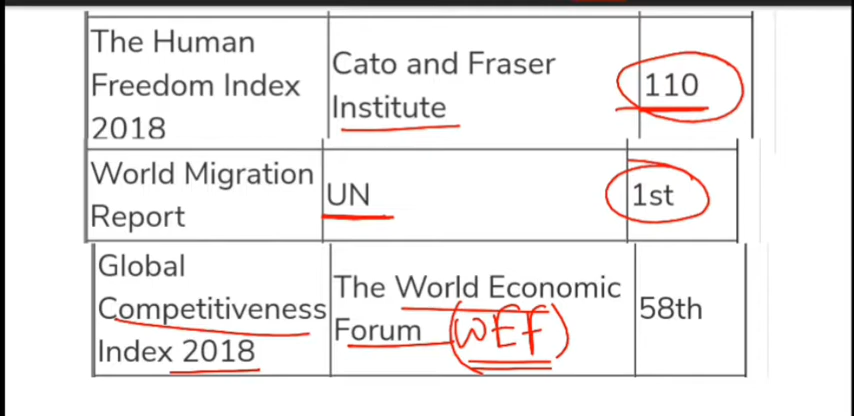 The Human
Freedom Index
2018
Cato and Fraser
Institute
110
World Migration
Report
UN
1st
Global
Competitiveness
Index 2018
The World Economic
Forum (WEF)
58th